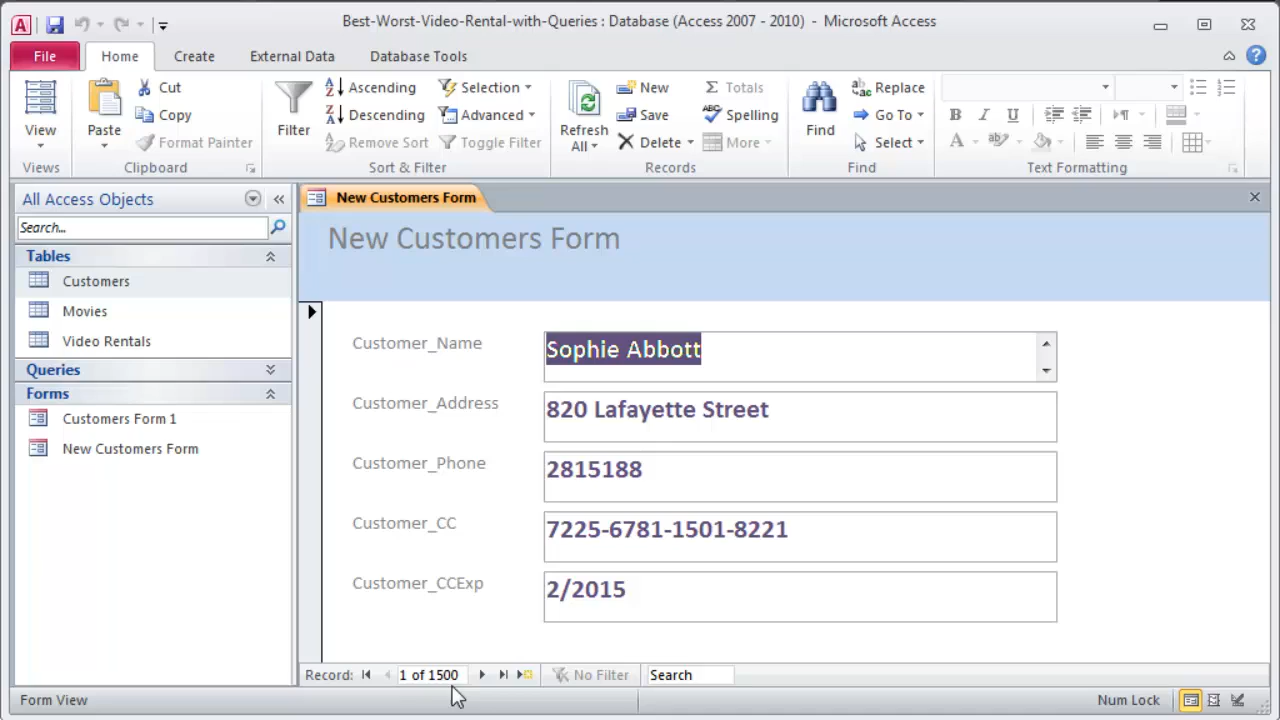 Best-Worst-Video-Rental-with-Queries : Database (Access 2007 - 2010) - Microsoft Access
File Home Create External Data Database Tools
View
Views
Paste
Cut
Copy
Format Painter
Clipboard
Filter
Ascending
Descending
Remove Sort
Selection
Advanced
Toggle Filter
Sort & Filter
Refresh
All
New
Save
Delete
Totals
Spelling
More
Records
Find
Replace
Go To
Select
Find
Text Formatting
All Access Objects
Search...
Tables
Customers
Movies
Video Rentals
Queries
Forms
Customers Form 1
New Customers Form
New Customers Form
New Customers Form
Customer_Name Sophie Abbott
Customer_Address 820 Lafayette Street
Customer_Phone 2815188
Customer_CC 7225-6781-1501-8221
Customer_CCExp 2/2015
Record: 1 of 1500 No Filter Search
Form View Num Lock